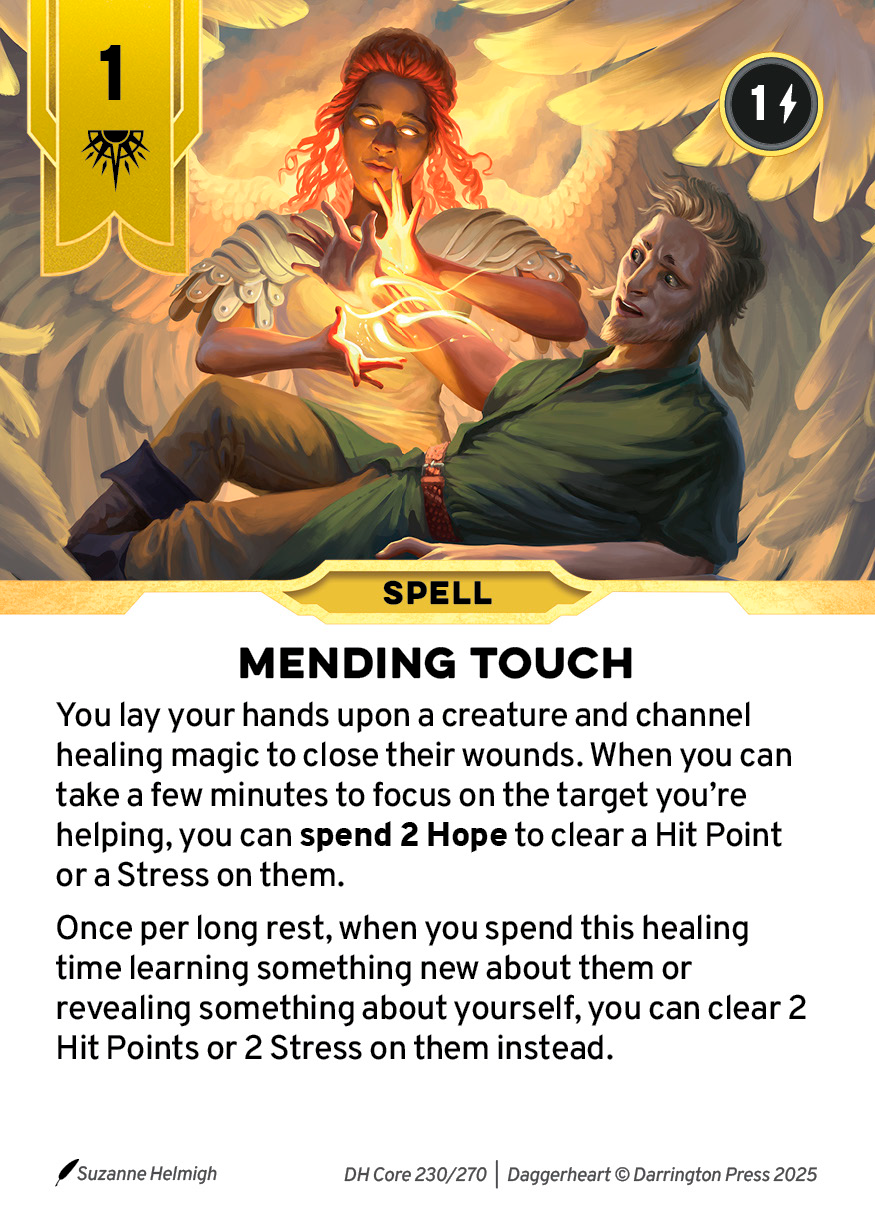 1
1
SPELL
MENDING TOUCH
You lay your hands upon a creature and channel
healing magic to close their wounds. When you can
take a few minutes to focus on the target you’re
helping, you can spend 2 Hope to clear a Hit Point
or a Stress on them.
Once per long rest, when you spend this healing
time learning something new about them or
revealing something about yourself, you can clear 2
Hit Points or 2 Stress on them instead.
Suzanne Helmigh
DH Core 230/270 | Daggerheart © Darrington Press 2025